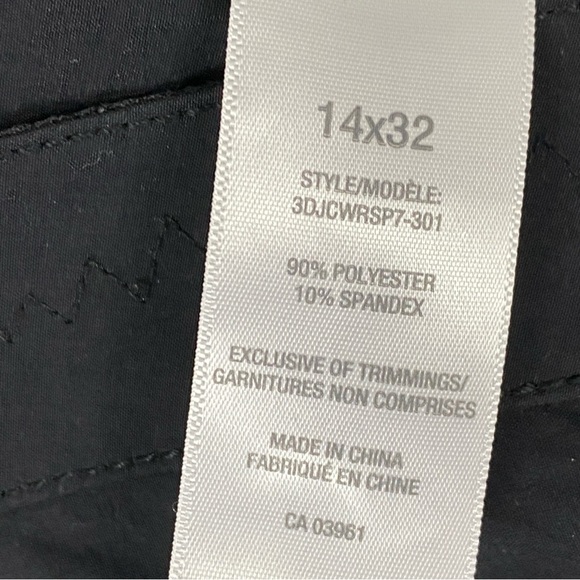 14x32
STYLE/MODÈLE:
3DJCWRSP7-301
90% POLYESTER
10% SPANDEX
EXCLUSIVE OF TRIMMINGS/
GARNITURES NON COMPRISES
MADE IN CHINA
FABRIQUÉ EN CHINE
CA 03961